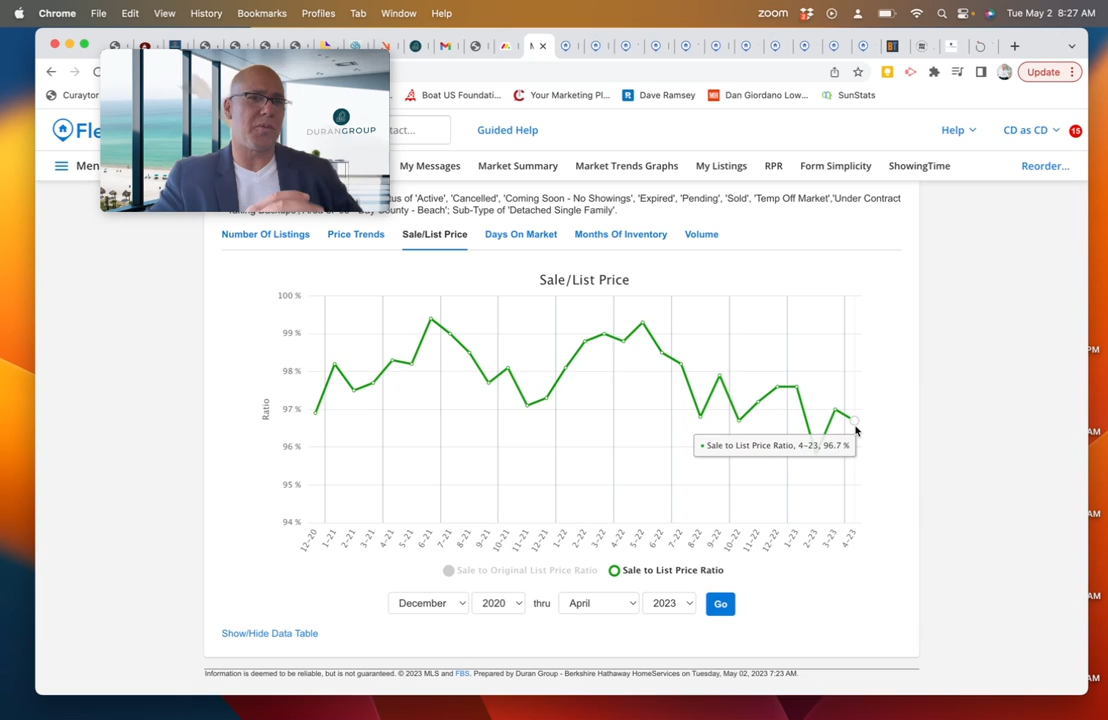 Chrome File Edit View History Bookmarks Profiles Tab Window Help zoom Tue May 2 8:27 AM
Update
Curaytor Boat US Foundati... Your Marketing Pl... Dave Ramsey Dan Giordano Low... SunStats
DURANGROUP
Fle act... Guided Help Help CD as CD 15
Men My Messages Market Summary Market Trends Graphs My Listings RPR Form Simplicity ShowingTime Reorder...
us of 'Active', 'Cancelled', 'Coming Soon - No Showings', 'Expired', 'Pending', 'Sold', 'Temp Off Market','Under Contract
County - Beach'; Sub-Type of 'Detached Single Family'.
Number Of Listings Price Trends Sale/List Price Days On Market Months Of Inventory Volume
Sale/List Price
100 %
99 %
98 %
97 %
96 %
95 %
94 %
Ratio
Sale to List Price Ratio, 4-23, 96.7 %
12-20 1-21 2-21 3-21 4-21 5-21 6-21 7-21 8-21 9-21 10-21 11-21 12-21 1-22 2-22 3-22 4-22 5-22 6-22 7-22 8-22 9-22 10-22 11-22 12-22 1-23 2-23 3-23 4-23
Sale to Original List Price Ratio Sale to List Price Ratio
December 2020 thru April 2023 Go
Show/Hide Data Table
Information is deemed to be reliable, but is not guaranteed. © 2023 MLS and FBS. Prepared by Duran Group - Berkshire Hathaway HomeServices on Tuesday, May 02, 2023 7:23 AM.
PM
AM
AM
AM
AM